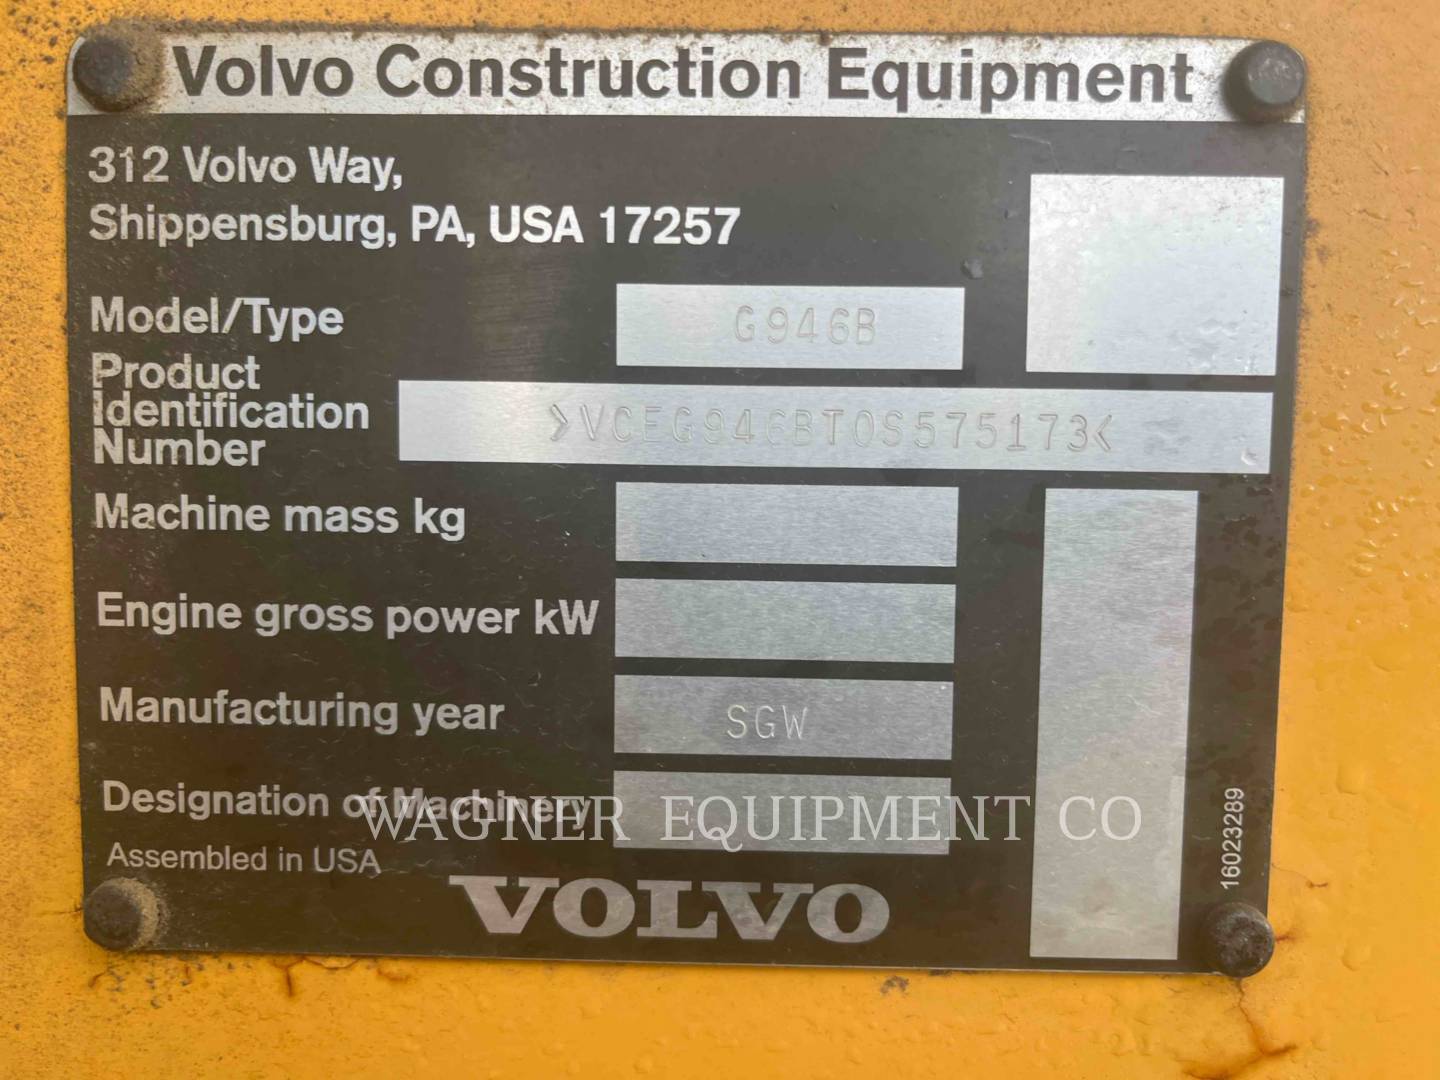 Volvo Construction Equipment
312 Volvo Way,
Shippensburg, PA, USA 17257
Model/Type G946B
Product
Identification
Number
>VCEG946BT0S575173<
Machine mass kg
Engine gross power kW
Manufacturing year SGW
Designation of Machinery
WAGNER EQUIPMENT CO
Assembled in USA
VOLVO
16023289